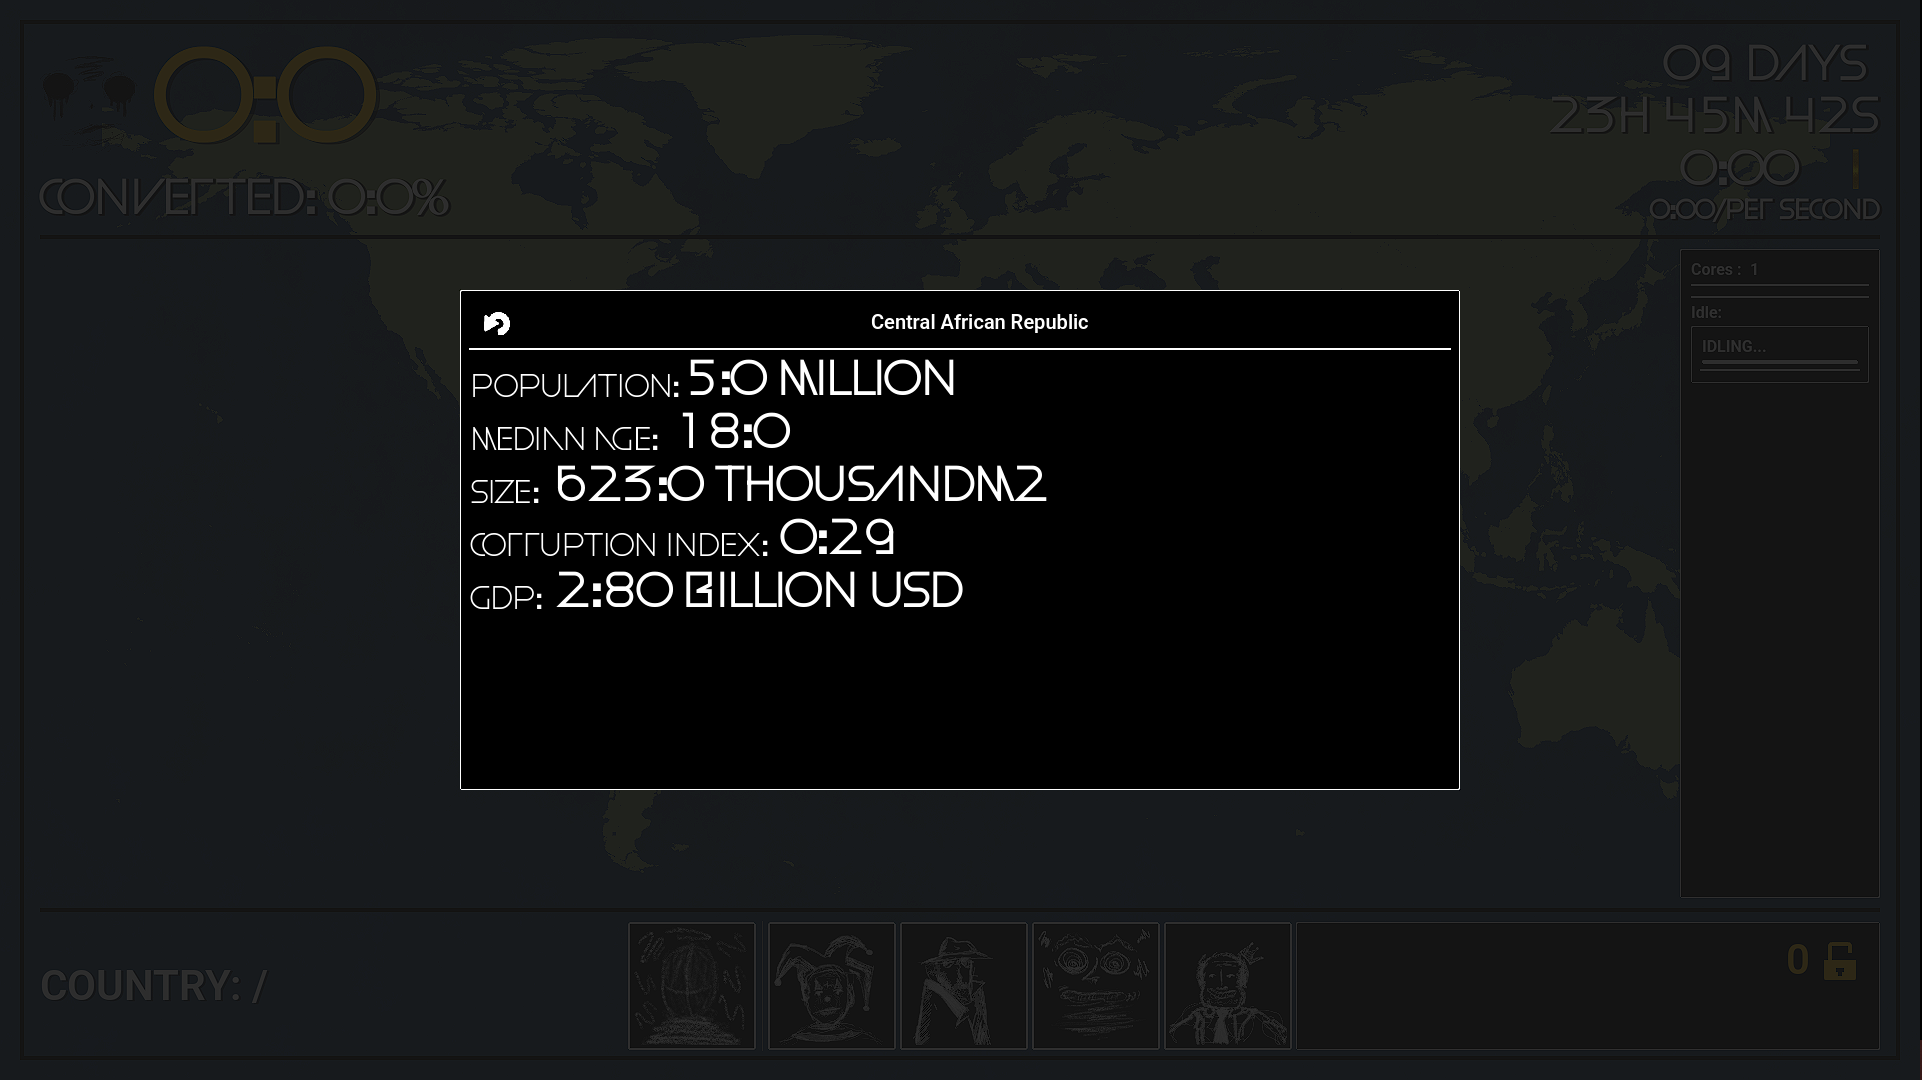 0:0
CONVERTED: 0:0%
09 DAYS
23H 45M 42S
0:00
0:00/PER SECOND
Cores : 1
Idle:
IDLING...
Central African Republic
POPULATION: 5:0 MILLION
MEDIAN AGE: 18:0
SIZE: 623:0 THOUSANDM2
CORRUPTION INDEX: 0:29
GDP: 2:80 BILLION USD
COUNTRY: /
0